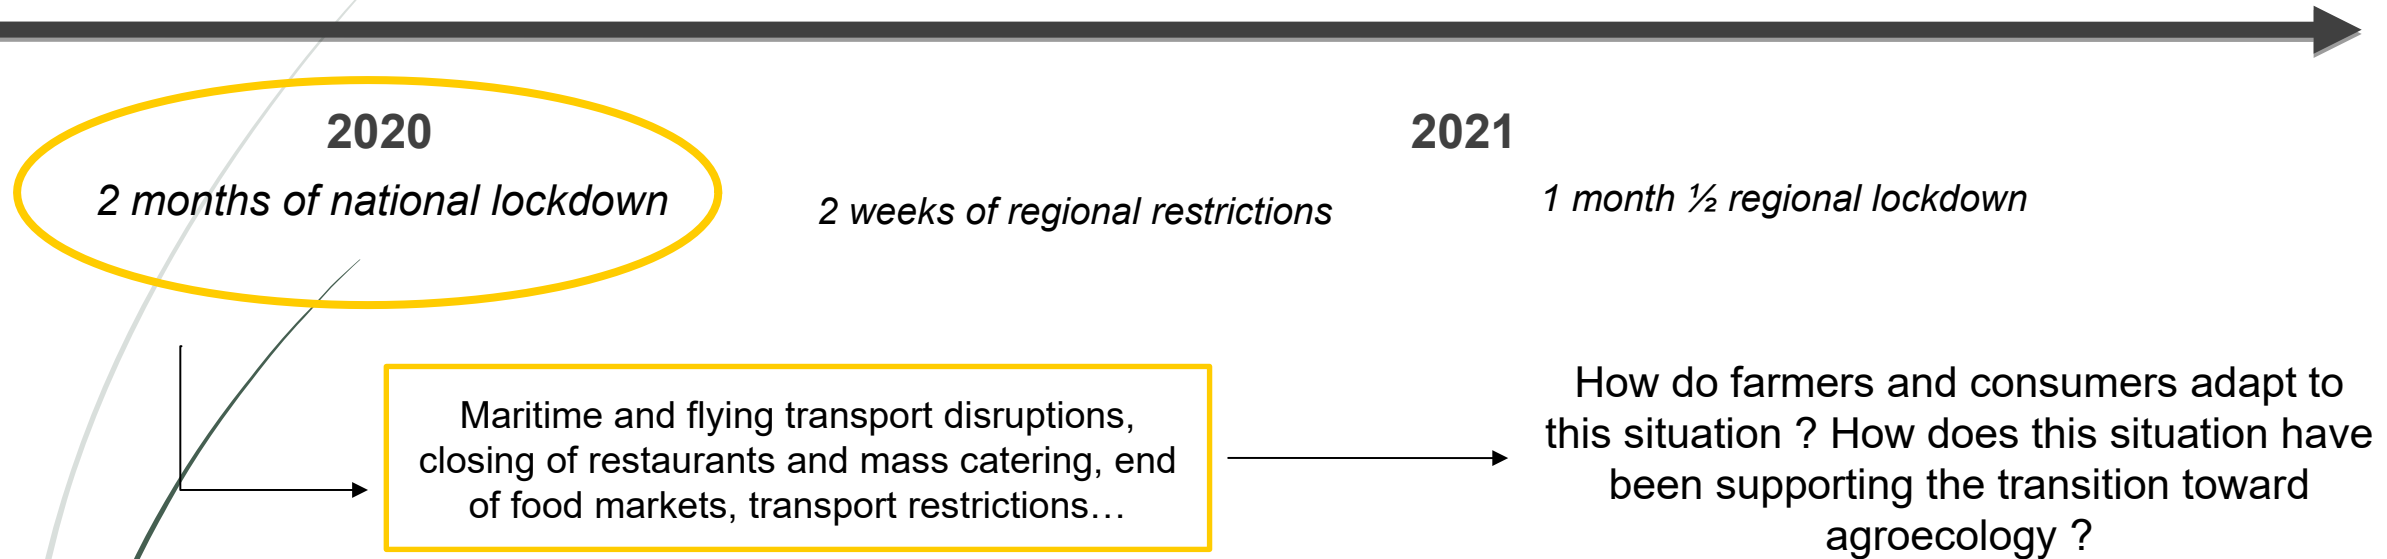 2020
2021
2 months of national lockdown
2 weeks of regional restrictions
1 month ½ regional lockdown
Maritime and flying transport disruptions,
closing of restaurants and mass catering, end
of food markets, transport restrictions…
How do farmers and consumers adapt to
this situation ? How does this situation have
been supporting the transition toward
agroecology ?